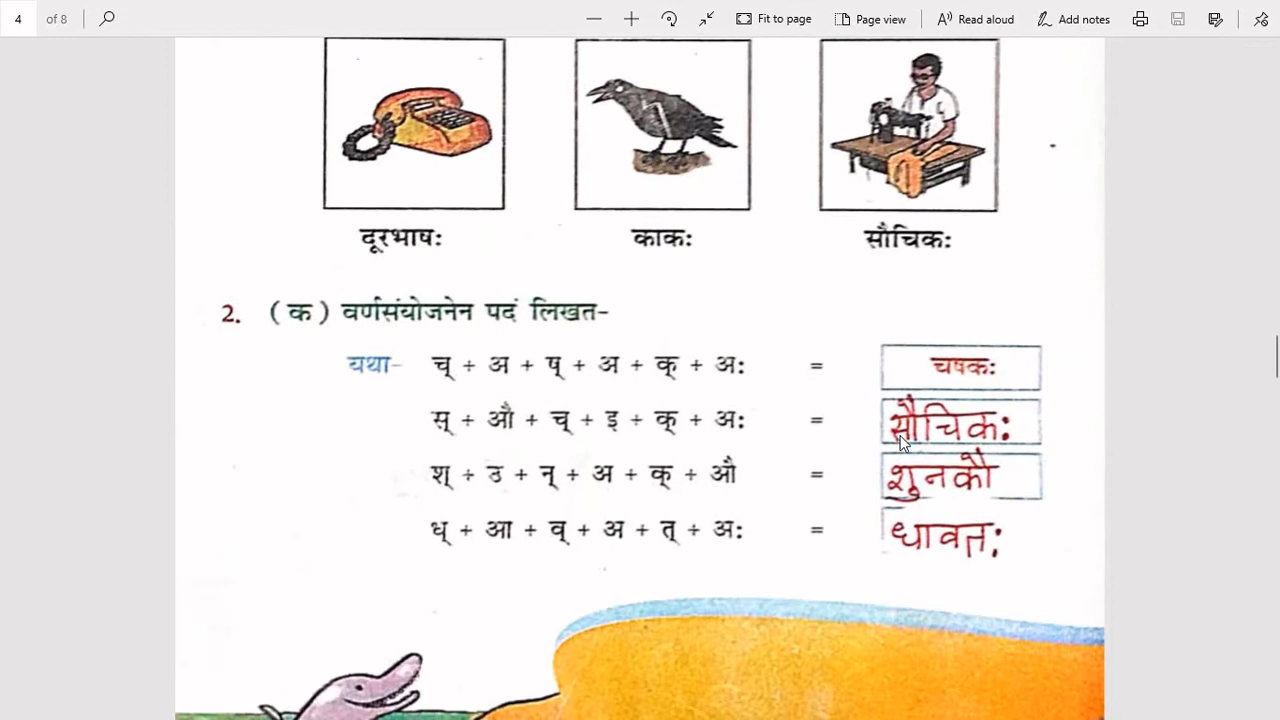 4 of 8 Fit to page Page view Read aloud Add notes
दूरभाषः काकः सौचिकः
2. (क) वर्णसंयोजनेन पदं लिखत-
यथा- च् + अ + ष् + अ + क् + अः = चषकः
स् + औ + च् + इ + क् + अः = सौचिकः
श् + उ + न् + अ + क् + औ = शुनकौ
ध् + आ + व् + अ + त् + अः = धावतः